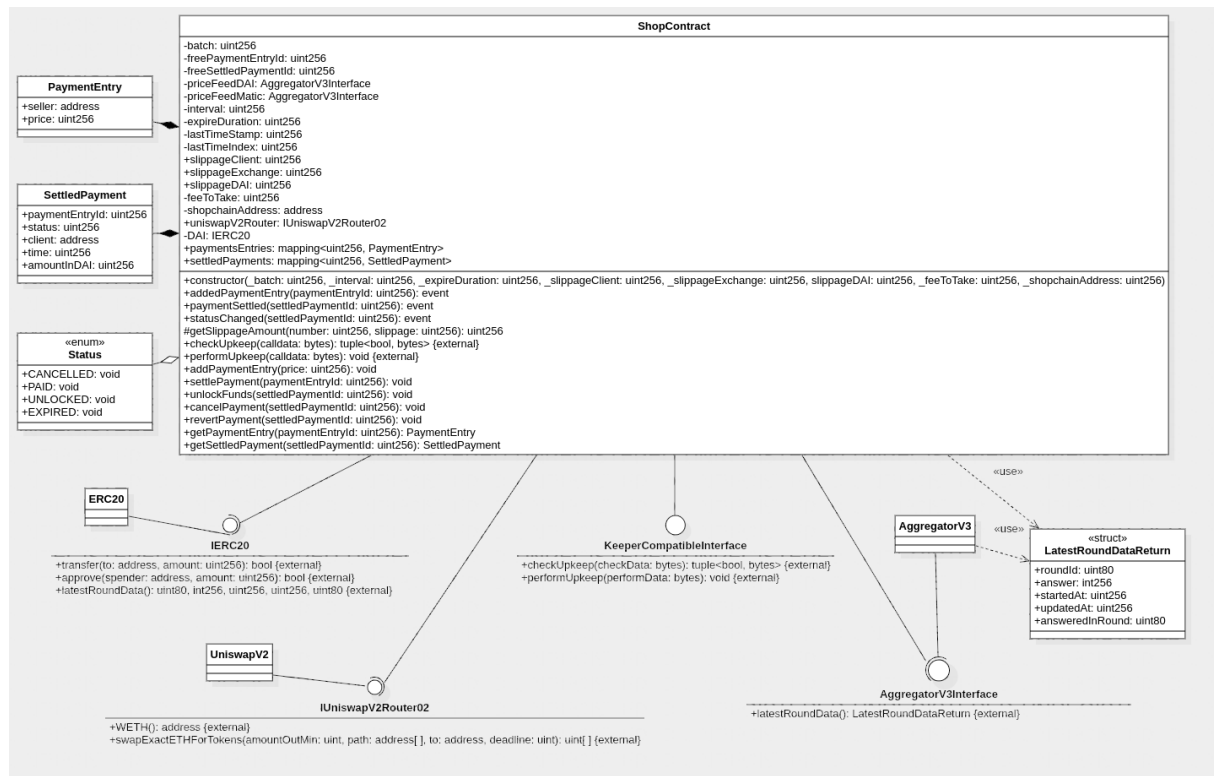 ShopContract
-batch: uint256
-freePaymentEntryId: uint256
-freeSettledPaymentId: uint256
-priceFeedDAI: AggregatorV3Interface
-priceFeedMatic: AggregatorV3Interface
-interval: uint256
-expireDuration: uint256
-lastTimeStamp: uint256
-lastTimeIndex: uint256
+slippageClient: uint256
+slippageExchange: uint256
+slippageDAI: uint256
-feeToTake: uint256
-shopchainAddress: address
+uniswapV2Router: IUniswapV2Router02
-DAI: IERC20
+paymentsEntries: mapping<uint256, PaymentEntry>
+settledPayments: mapping<uint256, SettledPayment>
+constructor(_batch: uint256, _interval: uint256, _expireDuration: uint256, _slippageClient: uint256, _slippageExchange: uint256, slippageDAI: uint256, _feeToTake: uint256, _shopchainAddress: uint256)
+addedPaymentEntry(paymentEntryId: uint256): event
+paymentSettled(settledPaymentId: uint256): event
+statusChanged(settledPaymentId: uint256): event
#getSlippageAmount(number: uint256, slippage: uint256): uint256
+checkUpkeep(calldata: bytes): tuple<bool, bytes> {external}
+performUpkeep(calldata: bytes): void {external}
+addPaymentEntry(price: uint256): void
+settlePayment(paymentEntryId: uint256): void
+unlockFunds(settledPaymentId: uint256): void
+cancelPayment(settledPaymentId: uint256): void
+revertPayment(settledPaymentId: uint256): void
+getPaymentEntry(paymentEntryId: uint256): PaymentEntry
+getSettledPayment(settledPaymentId: uint256): SettledPayment
PaymentEntry
+seller: address
+price: uint256
SettledPayment
+paymentEntryId: uint256
+status: uint256
+client: address
+time: uint256
+amountInDAI: uint256
«enum»
Status
+CANCELLED: void
+PAID: void
+UNLOCKED: void
+EXPIRED: void
«use»
ERC20
IERC20
+transfer(to: address, amount: uint256): bool {external}
+approve(spender: address, amount: uint256): bool {external}
+latestRoundData(): uint80, int256, uint256, uint256, uint80 {external}
KeeperCompatibleInterface
+checkUpkeep(checkData: bytes): tuple<bool, bytes> {external}
+performUpkeep(performData: bytes): void {external}
AggregatorV3
«use»
«struct»
LatestRoundDataReturn
+roundId: uint80
+answer: int256
+startedAt: uint256
+updatedAt: uint256
+answeredInRound: uint80
UniswapV2
IUniswapV2Router02
+WETH(): address {external}
+swapExactETHForTokens(amountOutMin: uint, path: address[ ], to: address, deadline: uint): uint[ ] {external}
AggregatorV3Interface
+latestRoundData(): LatestRoundDataReturn {external}